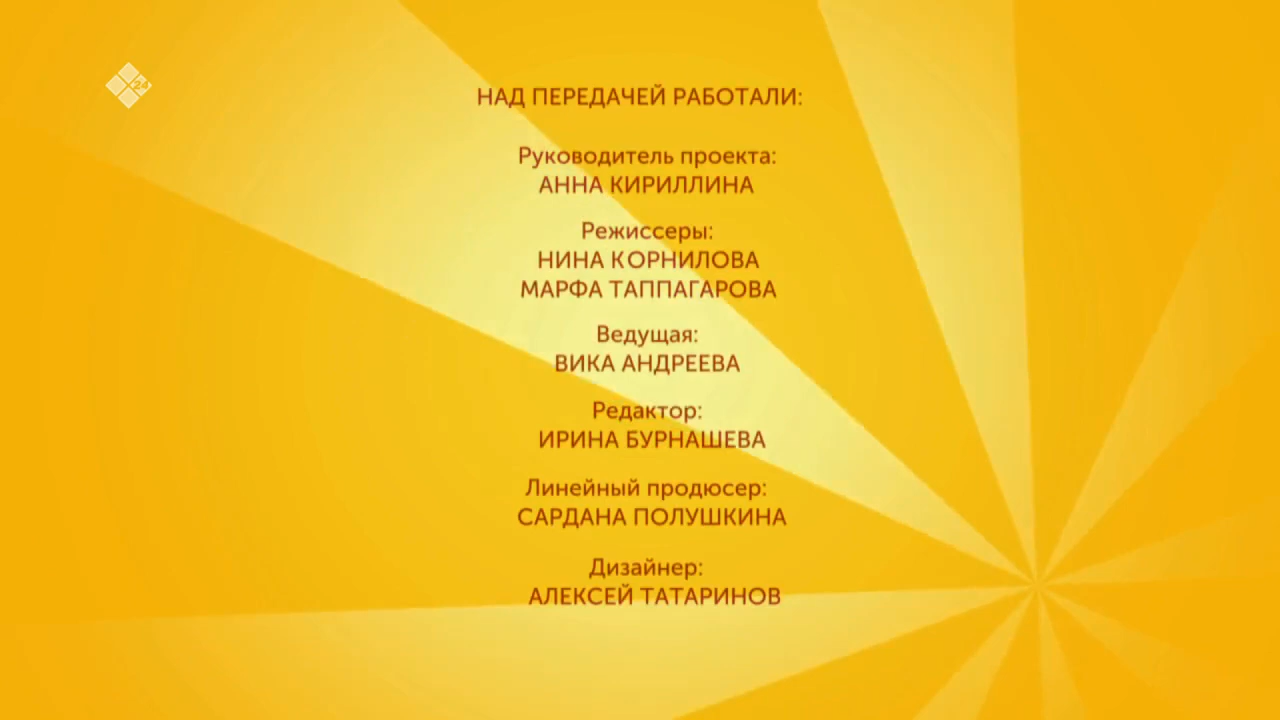 24
НАД ПЕРЕДАЧЕЙ РАБОТАЛИ:
Руководитель проекта:
АННА КИРИЛЛИНА
Режиссеры:
НИНА КОРНИЛОВА
МАРФА ТАППАГАРОВА
Ведущая:
ВИКА АНДРЕЕВА
Редактор:
ИРИНА БУРНАШЕВА
Линейный продюсер:
САРДАНА ПОЛУШКИНА
Дизайнер:
АЛЕКСЕЙ ТАТАРИНОВ